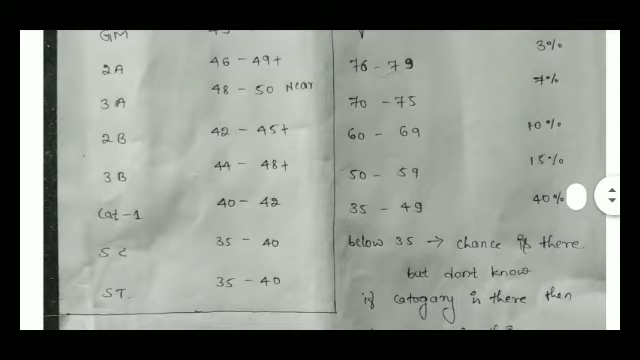 GM
2A 46 - 49+
3A 48 - 50 Near
2B 42 - 45+
3B 44 - 48+
Cat-1 40 - 42
SC 35 - 40
ST. 35 - 40
3%
76 - 79 7%
70 - 75
60 - 69 10%
50 - 59 15%
35 - 49 40%
below 35 → chance is there.
but dont know
if catogary is there then